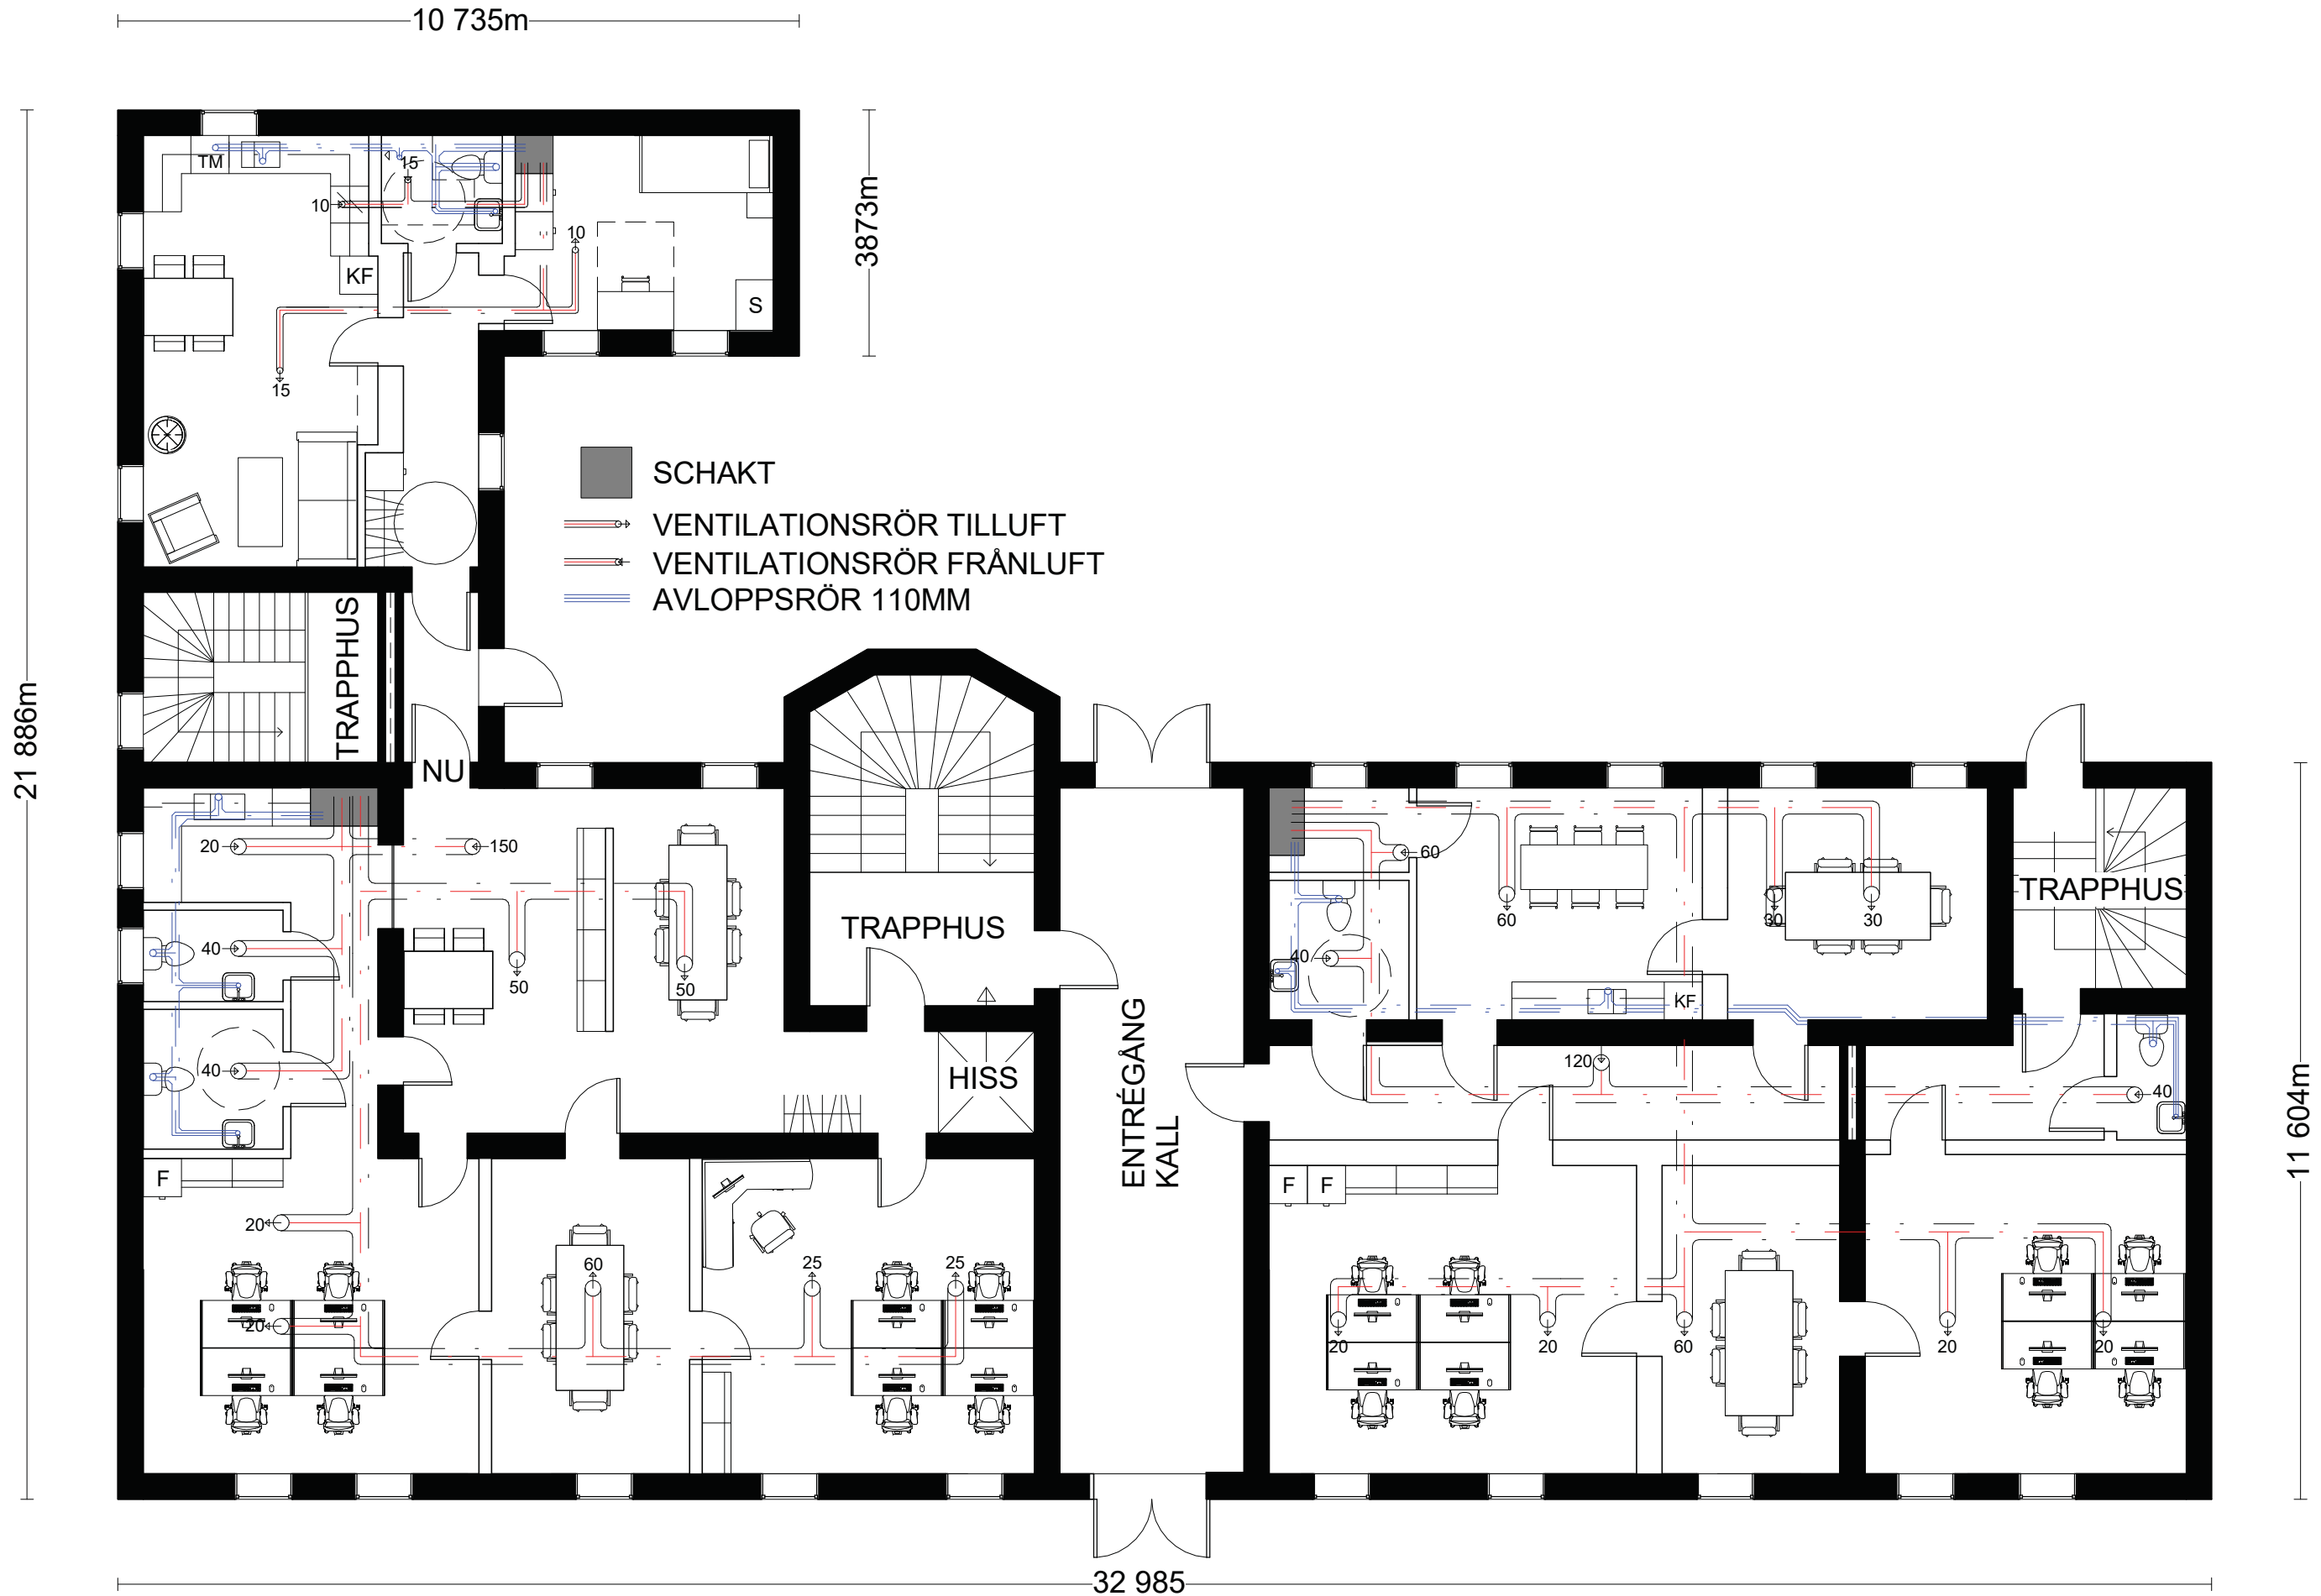 10 735m
TM
15
10
10
3873m
KF
S
15
SCHAKT
VENTILATIONSRÖR TILLUFT
VENTILATIONSRÖR FRÅNLUFT
AVLOPPSRÖR 110MM
TRAPPHUS
21 886m
NU
20
150
60
40
50
50
TRAPPHUS
60
30
30
TRAPPHUS
40
40
KF
HISS
ENTRÉGÅNG
KALL
120
40
11 604m
F
F
F
20
20
60
25
25
20
20
60
20
20
32 985